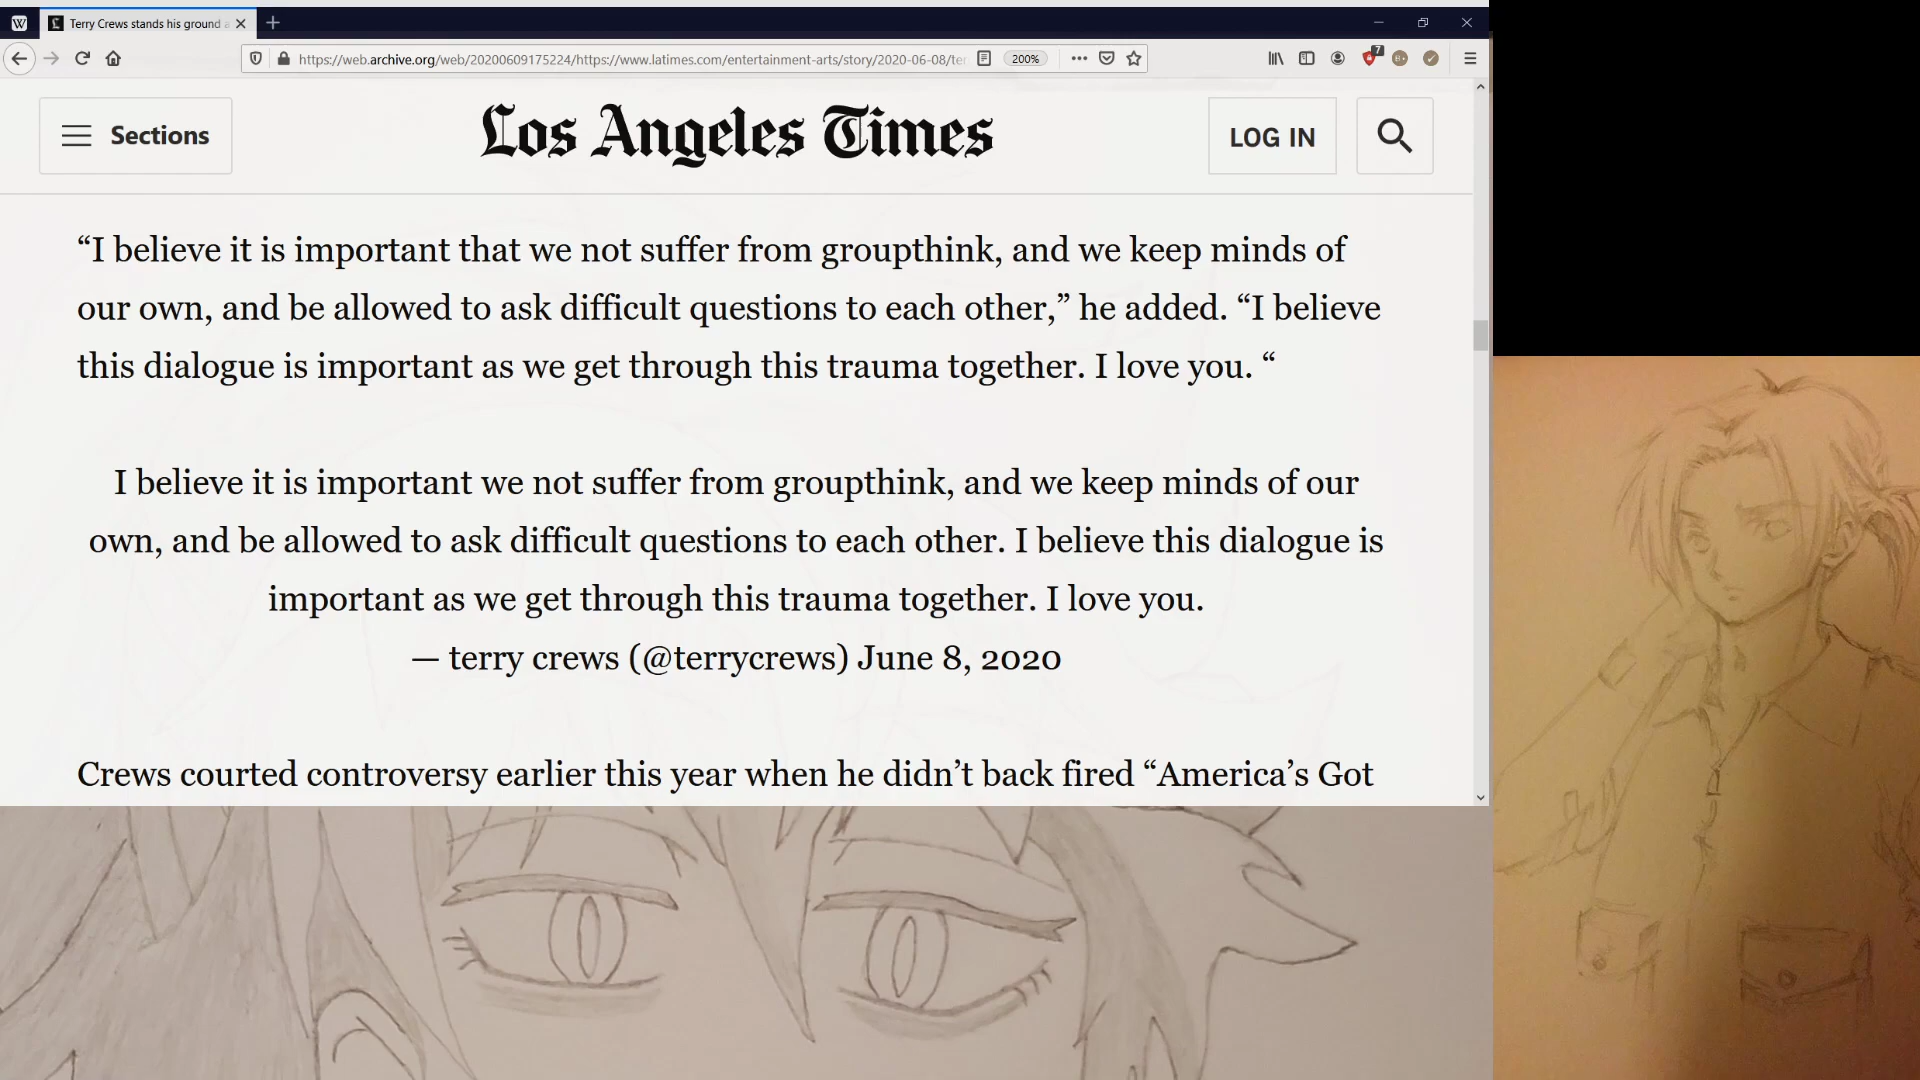 Terry Crews stands his ground a
https://web.archive.org/web/20200609175224/https://www.latimes.com/entertainment-arts/story/2020-06-08/ter
200%
7
Sections
Los Angeles Times
LOG IN
“I believe it is important that we not suffer from groupthink, and we keep minds of
our own, and be allowed to ask difficult questions to each other,” he added. “I believe
this dialogue is important as we get through this trauma together. I love you. “
I believe it is important we not suffer from groupthink, and we keep minds of our
own, and be allowed to ask difficult questions to each other. I believe this dialogue is
important as we get through this trauma together. I love you.
— terry crews (@terrycrews) June 8, 2020
Crews courted controversy earlier this year when he didn’t back fired “America’s Got